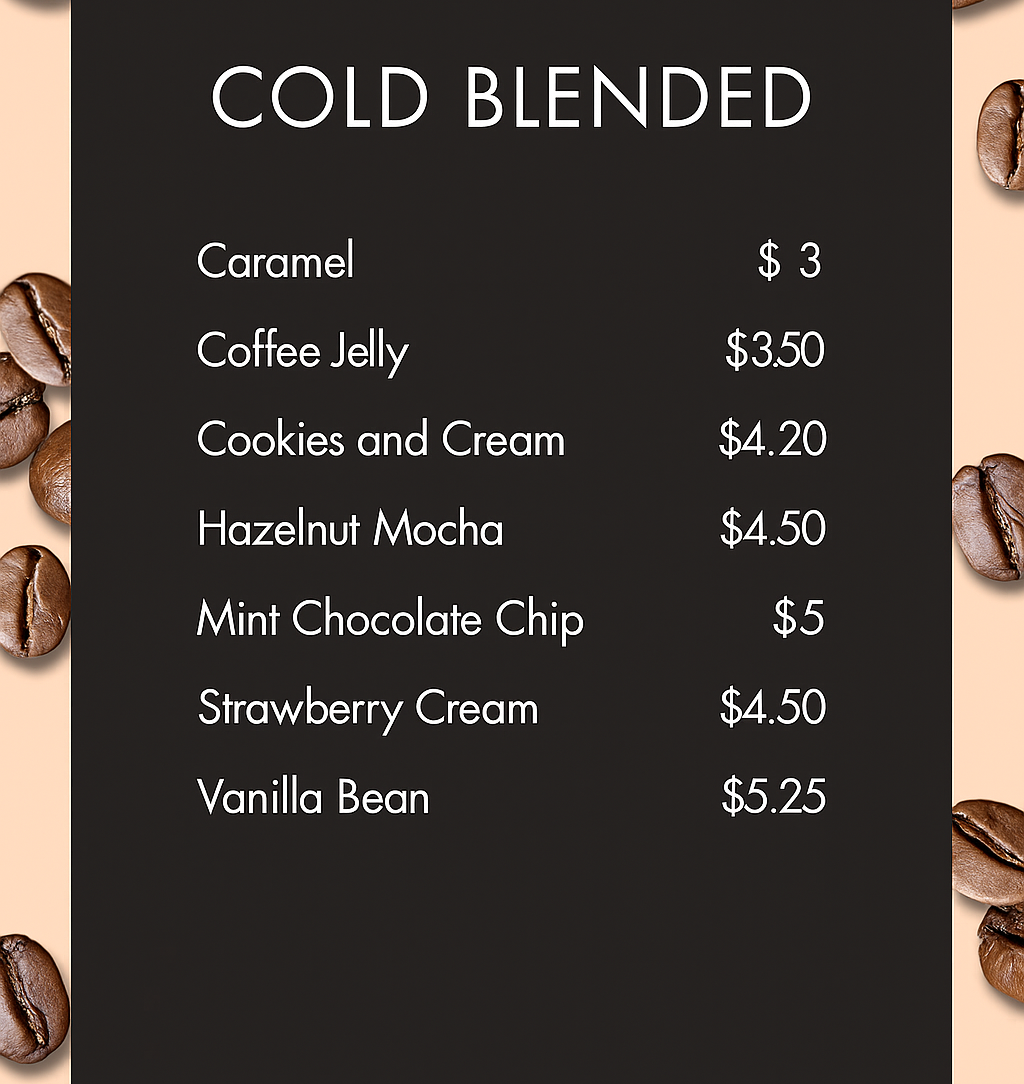 COLD BLENDED
Caramel $ 3
Coffee Jelly $3.50
Cookies and Cream $4.20
Hazelnut Mocha $4.50
Mint Chocolate Chip $5
Strawberry Cream $4.50
Vanilla Bean $5.25